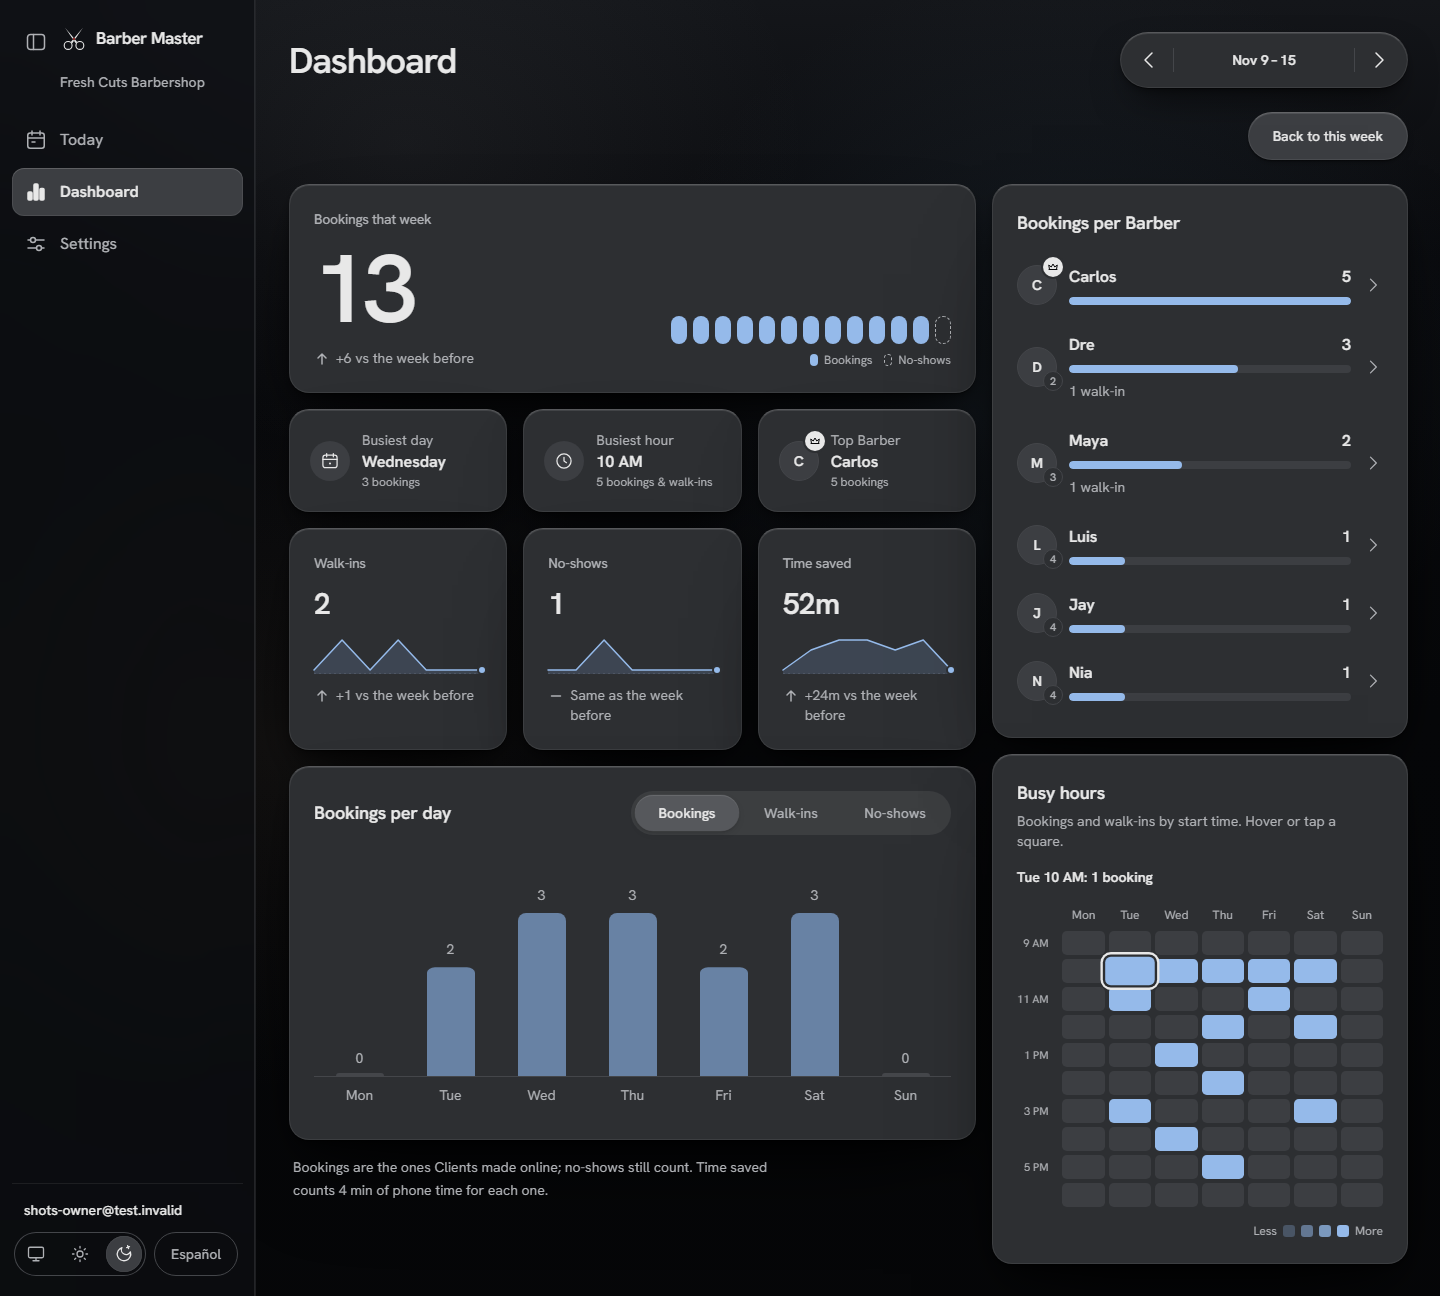 Barber Master
Fresh Cuts Barbershop
Today
Dashboard
Settings
shots-owner@test.invalid
Español
Dashboard
Nov 9 – 15
Back to this week
Bookings that week
13
+6 vs the week before
Bookings
No-shows
Busiest day
Wednesday
3 bookings
Busiest hour
10 AM
5 bookings & walk-ins
C
Top Barber
Carlos
5 bookings
Walk-ins
2
+1 vs the week before
No-shows
1
Same as the week
before
Time saved
52m
+24m vs the week
before
Bookings per day
Bookings
Walk-ins
No-shows
0
2
3
3
2
3
0
Mon
Tue
Wed
Thu
Fri
Sat
Sun
Bookings are the ones Clients made online; no-shows still count. Time saved
counts 4 min of phone time for each one.
Bookings per Barber
C
Carlos
5
D
2
Dre
3
1 walk-in
M
3
Maya
2
1 walk-in
L
4
Luis
1
J
4
Jay
1
N
4
Nia
1
Busy hours
Bookings and walk-ins by start time. Hover or tap a
square.
Tue 10 AM: 1 booking
Mon
Tue
Wed
Thu
Fri
Sat
Sun
9 AM
11 AM
1 PM
3 PM
5 PM
Less
More